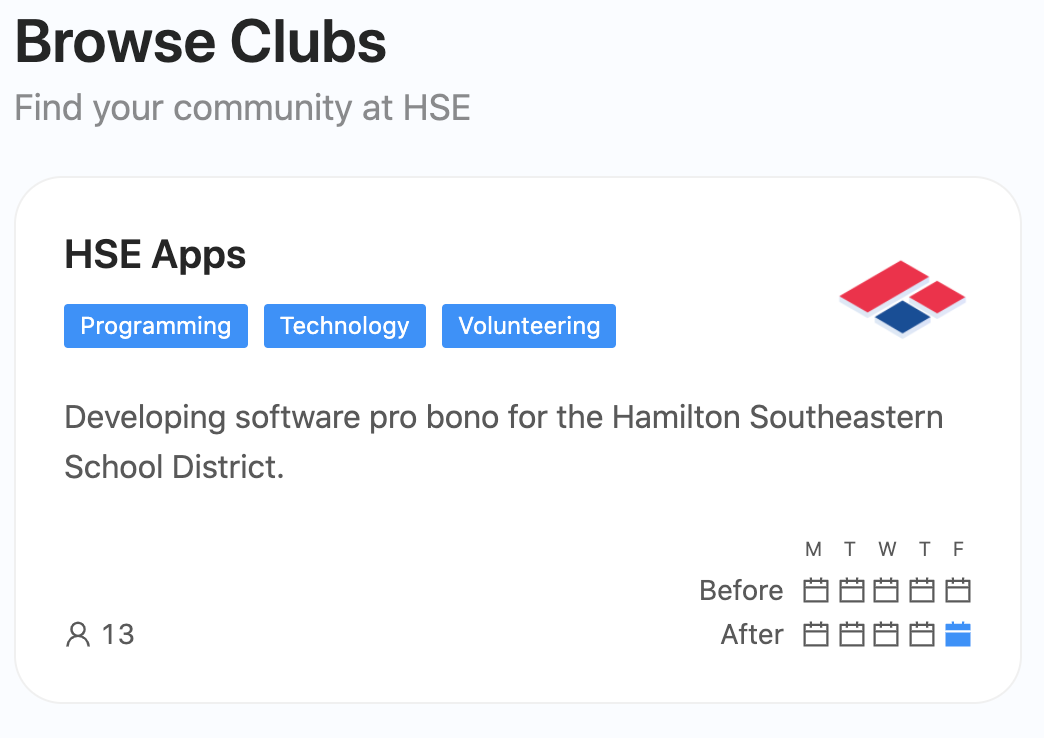 Browse Clubs
Find your community at HSE
HSE Apps
Programming Technology Volunteering
Developing software pro bono for the Hamilton Southeastern
School District.
M T W T F
Before
After
13